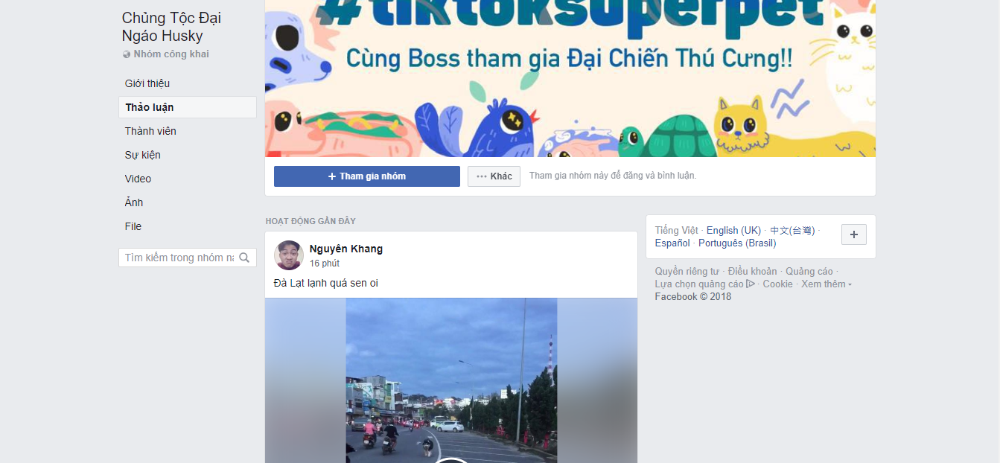 Chủng Tộc Đại
Ngáo Husky
Nhóm công khai
Giới thiệu
Thảo luận
Thành viên
Sự kiện
Video
Ảnh
File
Tìm kiếm trong nhóm nà
#tiktoksuperpet
Cùng Boss tham gia Đại Chiến Thú Cưng!!
+ Tham gia nhóm
··· Khác
Tham gia nhóm này để đăng và bình luận.
HOẠT ĐỘNG GẦN ĐÂY
Nguyên Khang
16 phút
Đà Lạt lạnh quá sen oi
Tiếng Việt · English (UK) · 中文(台灣) ·
Español · Português (Brasil)
+
Quyền riêng tư · Điều khoản · Quảng cáo ·
Lựa chọn quảng cáo · Cookie · Xem thêm
Facebook © 2018